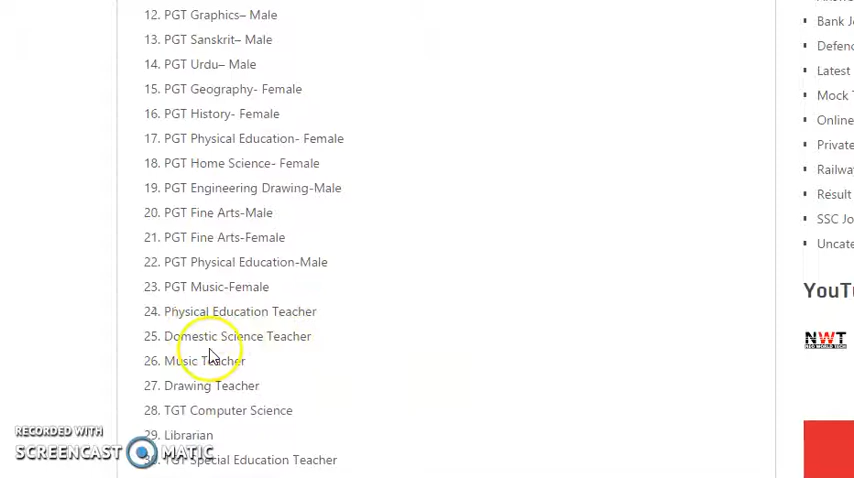 12. PGT Graphics– Male
13. PGT Sanskrit– Male
14. PGT Urdu– Male
15. PGT Geography- Female
16. PGT History- Female
17. PGT Physical Education- Female
18. PGT Home Science- Female
19. PGT Engineering Drawing-Male
20. PGT Fine Arts-Male
21. PGT Fine Arts-Female
22. PGT Physical Education-Male
23. PGT Music-Female
24. Physical Education Teacher
25. Domestic Science Teacher
26. Music Teacher
27. Drawing Teacher
28. TGT Computer Science
29. Librarian
TGT Special Education Teacher
RECORDED WITH
SCREENCAST MATIC
Bank
Defen
Latest
Mock
Online
Private
Railwa
Result
SSC Jo
Uncate
YouT
NWT